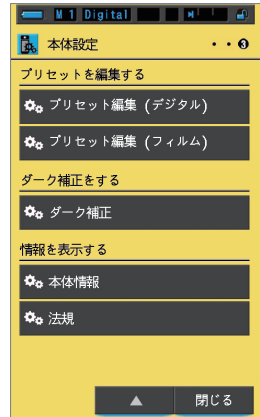 M1 Digital
本体設定 ・・❸
プリセットを編集する
プリセット編集 (デジタル)
プリセット編集 (フィルム)
ダーク補正をする
ダーク補正
情報を表示する
本体情報
法規
▲ 閉じる